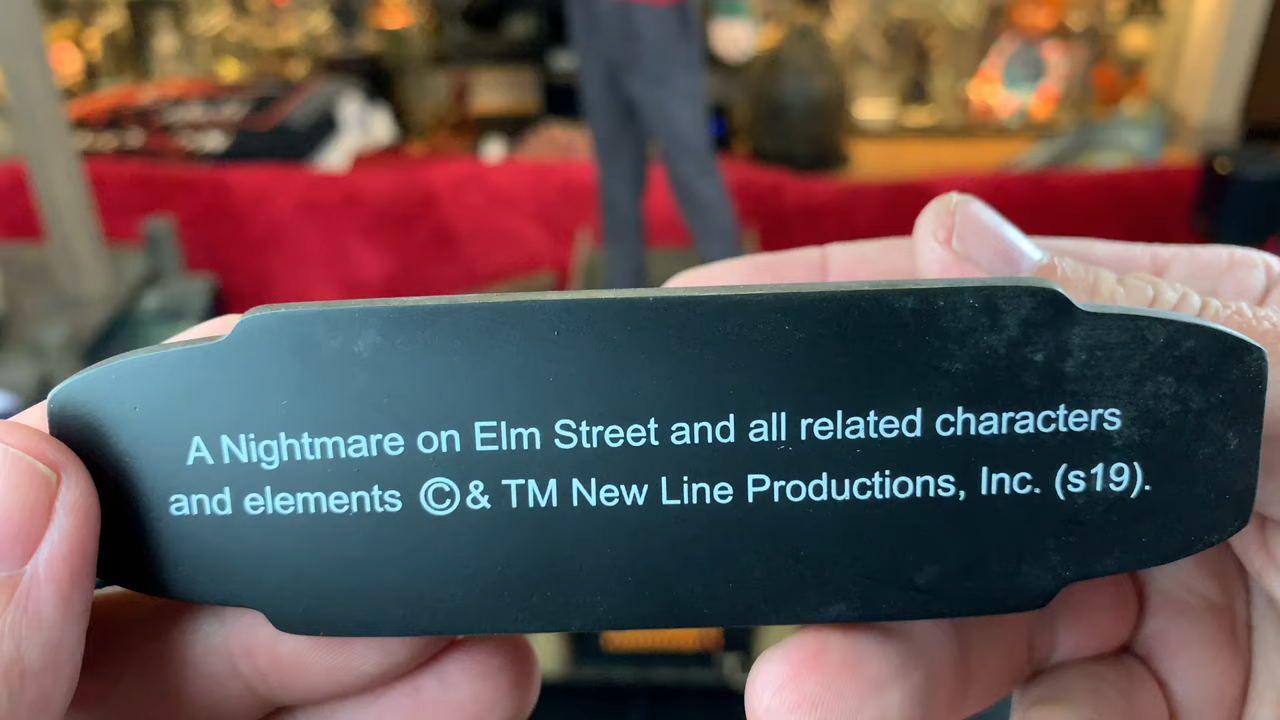 A Nightmare on Elm Street and all related characters
and elements © & TM New Line Productions, Inc. (s19).